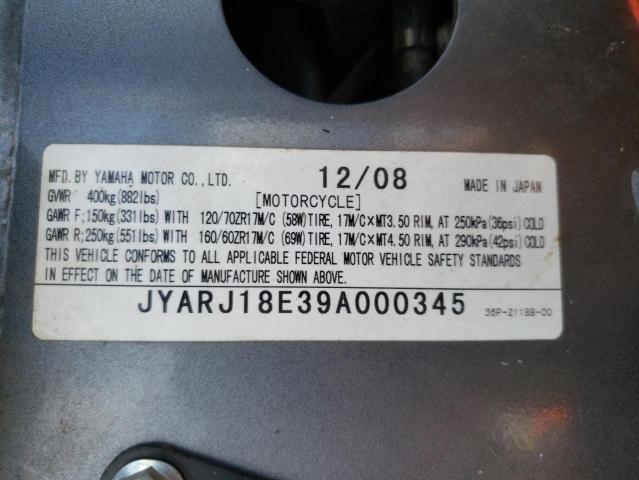 MFD. BY YAMAHA MOTOR CO.,LTD. 12/08 MADE IN JAPAN
GVWR 400kg(882lbs) [MOTORCYCLE]
GAWR F;150kg(331lbs) WITH 120/70ZR17M/C (58W)TIRE, 17M/C×MT3.50 RIM, AT 250kPa(36psi)COLD
GAWR R;250kg(551lbs) WITH 160/60ZR17M/C (69W)TIRE, 17M/C×MT4.50 RIM, AT 290kPa(42psi)COLD
THIS VEHICLE CONFORMS TO ALL APPLICABLE FEDERAL MOTOR VEHICLE SAFETY STANDARDS
IN EFFECT ON THE DATE OF MANUFACTURE SHOWN ABOVE.
JYARJ18E39A000345 36P-2118B-00